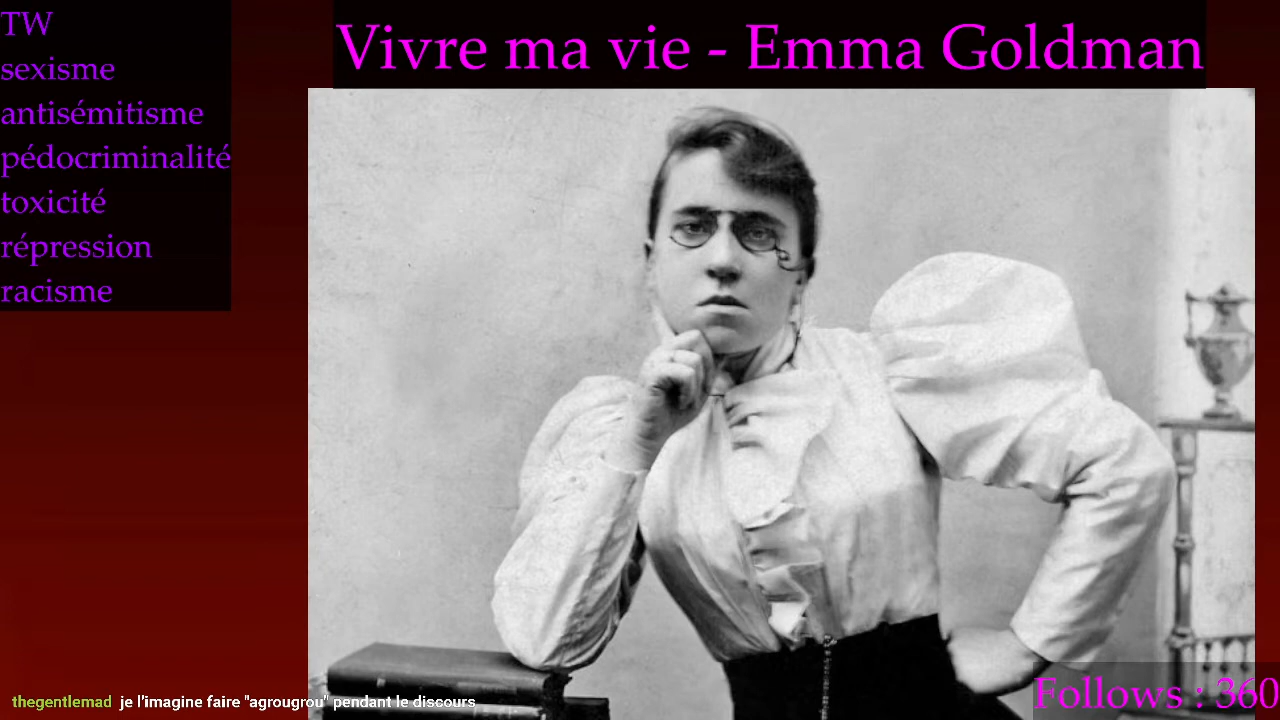 TW
sexisme
antisémitisme
pédocriminalité
toxicité
répression
racisme
Vivre ma vie - Emma Goldman
thegentlemad je l'imagine faire "agrougrou" pendant le discours
Follows : 360